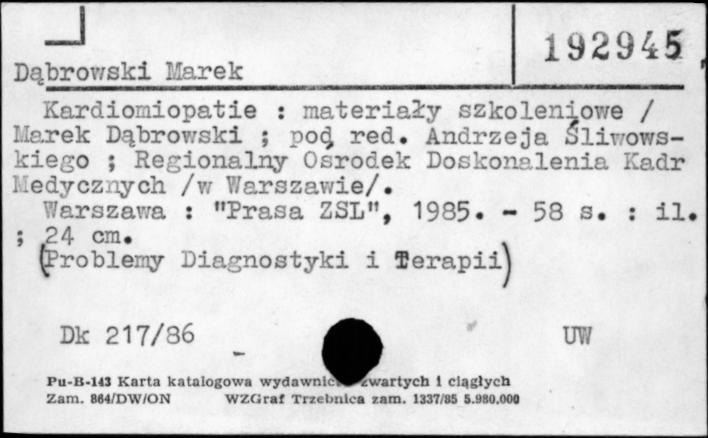 192945
Dąbrowski Marek
Kardiomiopatie : materiały szkoleniowe /
Marek Dąbrowski ; pod red. Andrzeja Śliwows-
kiego ; Regionalny Osrodek Doskonalenia Kadr
Medycznych /w Warszawie/.
Warszawa : "Prasa ZSL", 1985. - 58 s. : il.
; 24 cm.
(Problemy Diagnostyki i Terapii)
Dk 217/86 UW
Pu-B-143 Karta katalogowa zwartych i ciągłych
Zam. 864/DW/ON WZGraf Trzebnica zam. 1337/85 5.980.000